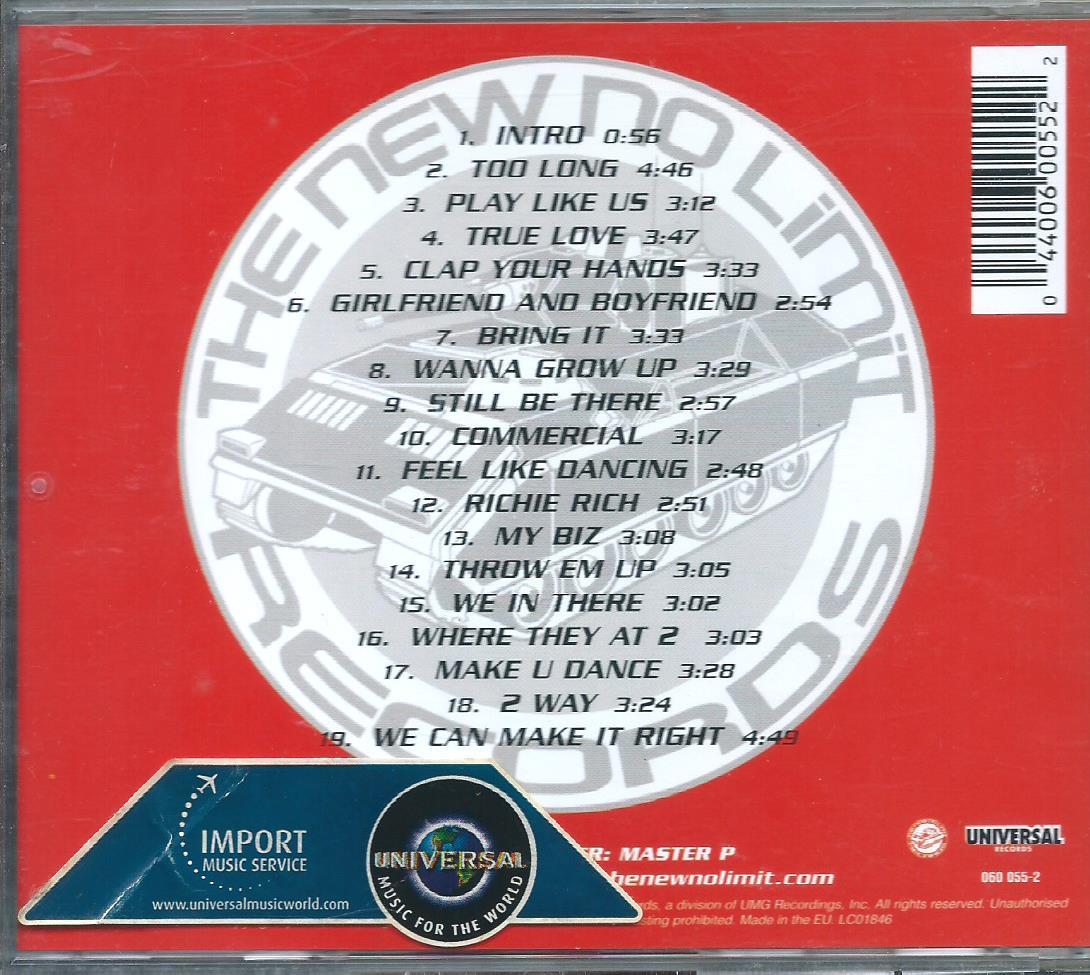 THE NEW NO LIMIT
RECORDS
1. INTRO 0:56
2. TOO LONG 4:46
3. PLAY LIKE US 3:12
4. TRUE LOVE 3:47
5. CLAP YOUR HANDS 3:33
6. GIRLFRIEND AND BOYFRIEND 2:54
7. BRING IT 3:33
8. WANNA GROW UP 3:29
9. STILL BE THERE 2:57
10. COMMERCIAL 3:17
11. FEEL LIKE DANCING 2:48
12. RICHIE RICH 2:51
13. MY BIZ 3:08
14. THROW EM UP 3:05
15. WE IN THERE 3:02
16. WHERE THEY AT 2 3:03
17. MAKE U DANCE 3:28
18. 2 WAY 3:24
19. WE CAN MAKE IT RIGHT 4:49
0 44006 00552 2
IMPORT
MUSIC SERVICE
www.universalmusicworld.com
UNIVERSAL
MUSIC FOR THE WORLD
R: MASTER P
henewnolimit.com
UNIVERSAL
RECORDS
060 055-2
a division of UMG Recordings, Inc. All rights reserved. Unauthorised
prohibited. Made in the EU. LC01846